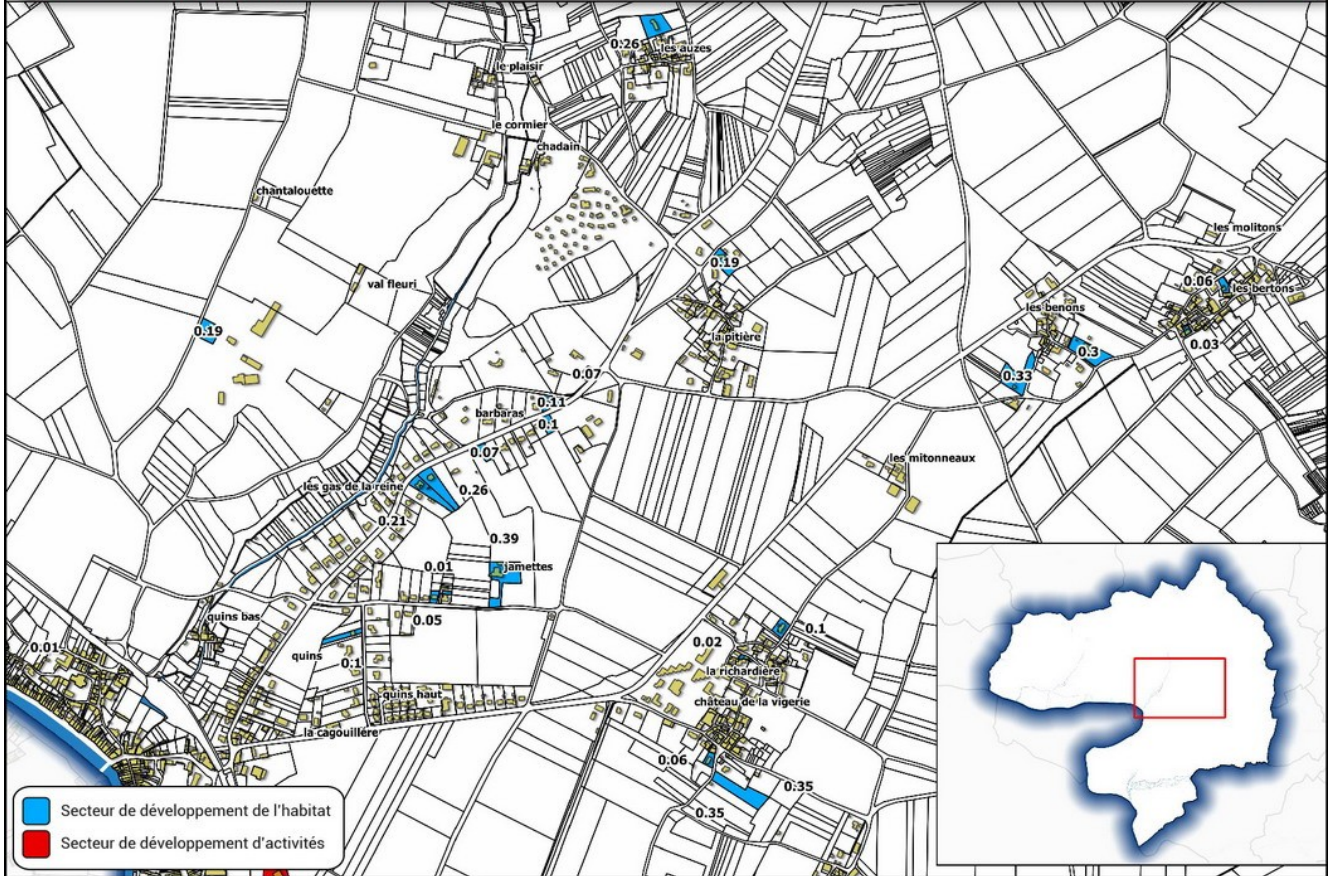 0.26
les auzes
le plaisir
le cormier
chadain
chantalouette
les molitons
0.19
val fleuri
0.06
les bertons
les benons
0.19
la pitière
0.3
0.03
0.33
0.07
0.11
barbaras
0.1
0.07
les mitonneaux
les gas de la reine
0.26
0.21
0.39
0.01
jamettes
quins bas
0.05
0.1
0.02
0.01
quins
0.1
la richardière
quins haut
château de la vigerie
la cagouillère
0.06
0.35
0.35
Secteur de développement de l'habitat
Secteur de développement d'activités